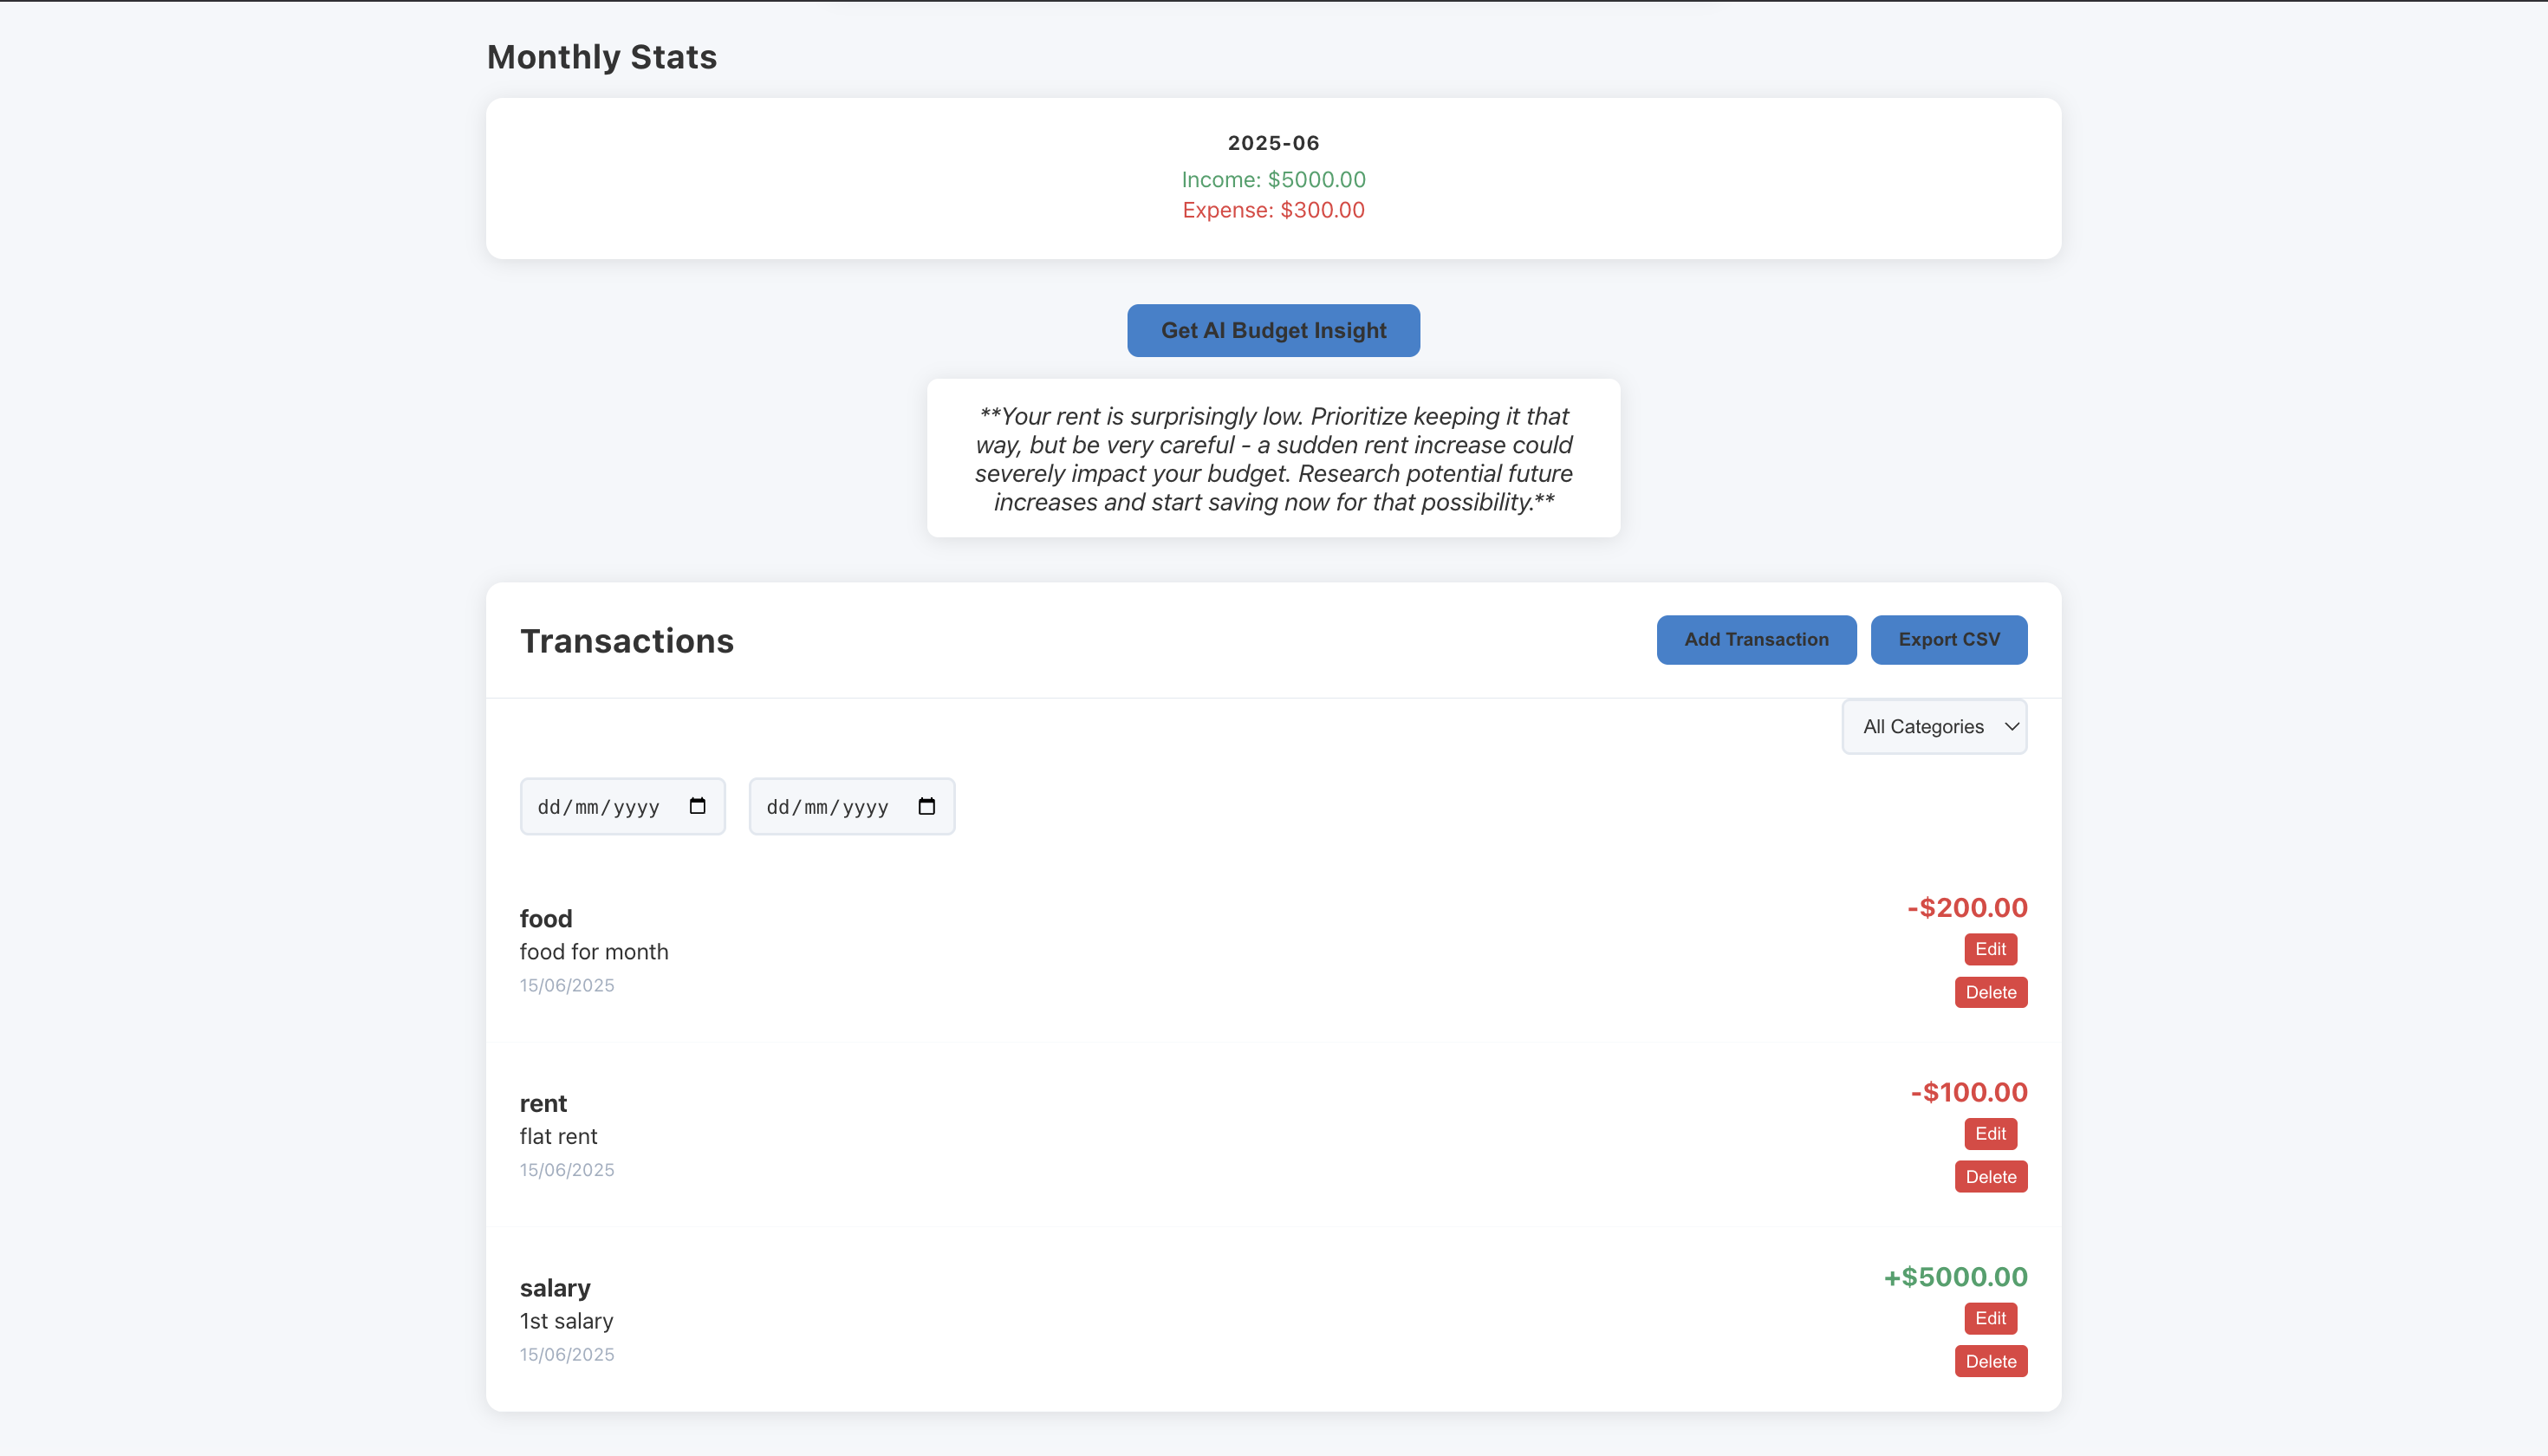 Monthly Stats
2025-06
Income: $5000.00
Expense: $300.00
Get AI Budget Insight
**Your rent is surprisingly low. Prioritize keeping it that
way, but be very careful - a sudden rent increase could
severely impact your budget. Research potential future
increases and start saving now for that possibility.**
Transactions
Add Transaction
Export CSV
All Categories
dd/mm/yyyy
dd/mm/yyyy
food
food for month
15/06/2025
-$200.00
Edit
Delete
rent
flat rent
15/06/2025
-$100.00
Edit
Delete
salary
1st salary
15/06/2025
+$5000.00
Edit
Delete